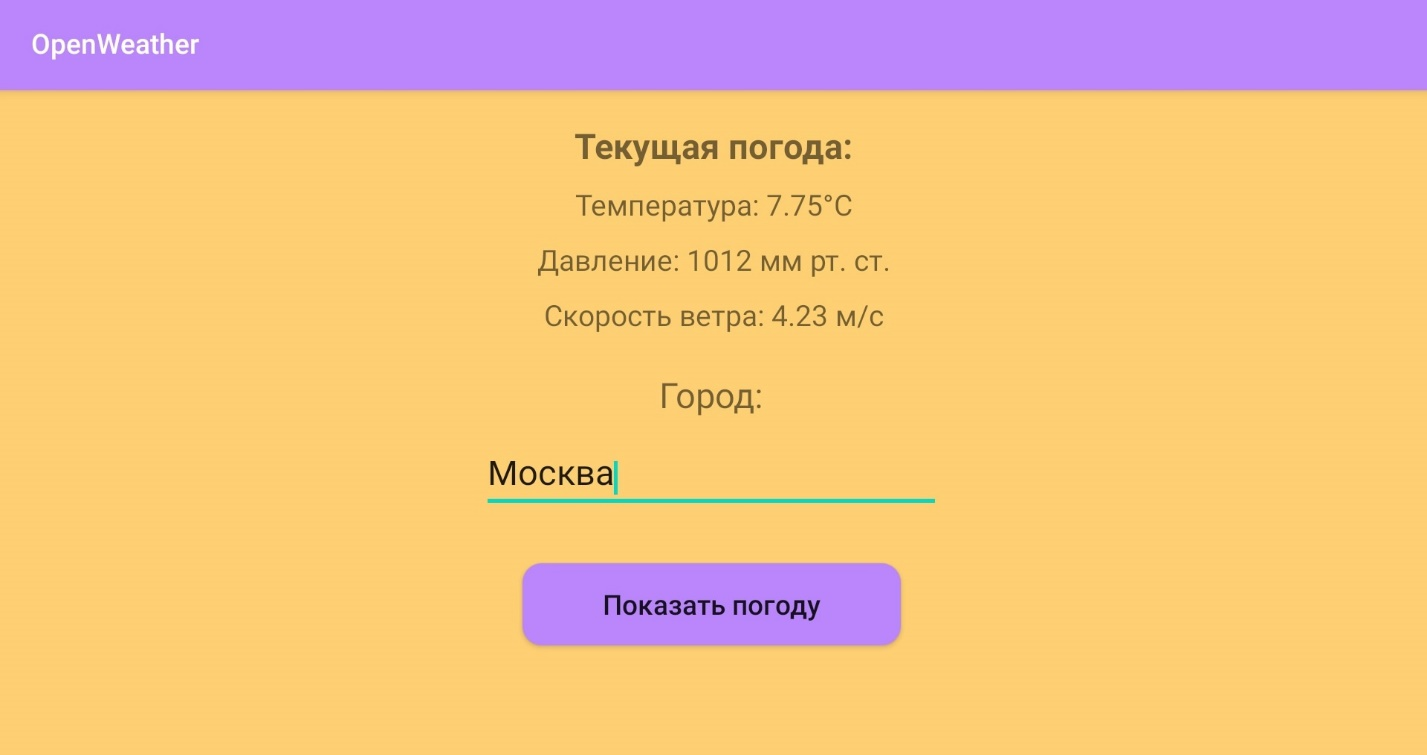 OpenWeather
Текущая погода:
Температура: 7.75°C
Давление: 1012 мм рт. ст.
Скорость ветра: 4.23 м/с
Город:
Москва
Показать погоду